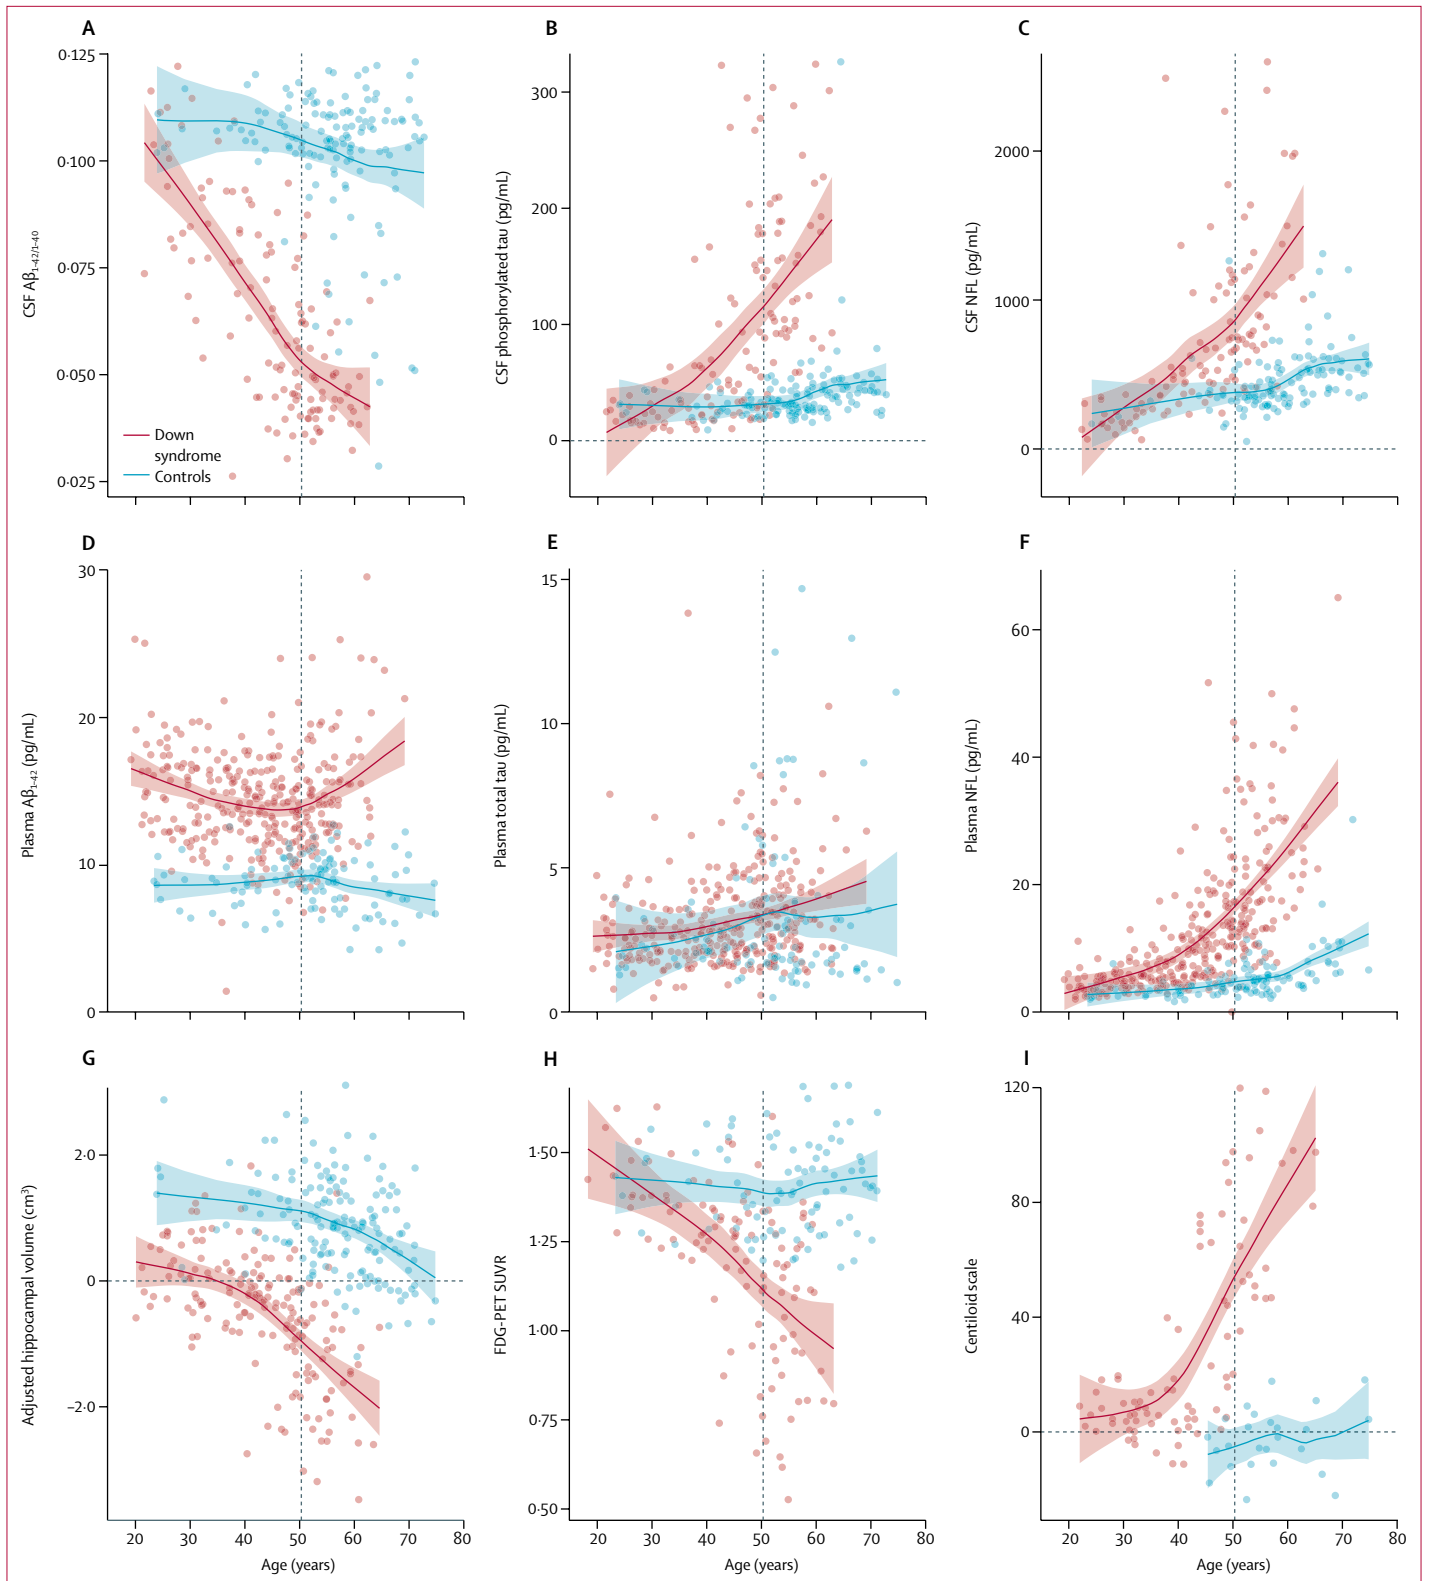 A
B
C
0·125
0·100
0·075
0·050
0·025
CSF Aβ1-42/1-40
Down
syndrome
Controls
300
200
100
0
CSF phosphorylated tau (pg/mL)
2000
1000
0
CSF NFL (pg/mL)
D
E
F
30
20
10
0
Plasma Aβ1-42 (pg/mL)
15
10
5
0
Plasma total tau (pg/mL)
60
40
20
0
Plasma NFL (pg/mL)
G
H
I
2·0
0
–2·0
Adjusted hippocampal volume (cm³)
20 30 40 50 60 70 80
Age (years)
1·50
1·25
1·00
0·75
0·50
FDG-PET SUVR
20 30 40 50 60 70 80
Age (years)
120
80
40
0
Centiloid scale
20 30 40 50 60 70 80
Age (years)